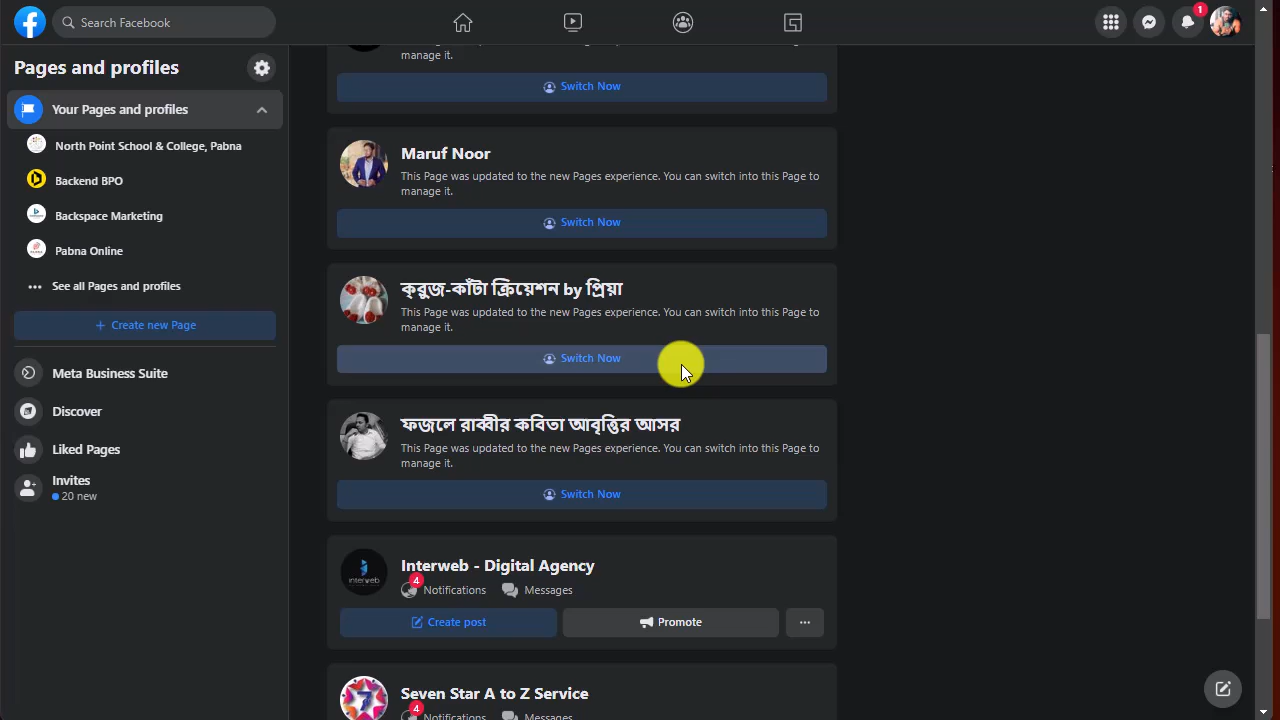 Search Facebook
1
Pages and profiles
Your Pages and profiles
North Point School & College, Pabna
Backend BPO
Backspace Marketing
Pabna Online
See all Pages and profiles
+ Create new Page
Meta Business Suite
Discover
Liked Pages
Invites
20 new
manage it.
Switch Now
Maruf Noor
This Page was updated to the new Pages experience. You can switch into this Page to
manage it.
Switch Now
ক্রুজ-কাঁটা ক্রিয়েশন by প্রিয়া
This Page was updated to the new Pages experience. You can switch into this Page to
manage it.
Switch Now
ফজলে রাব্বীর কবিতা আবৃত্তির আসর
This Page was updated to the new Pages experience. You can switch into this Page to
manage it.
Switch Now
interweb
Interweb - Digital Agency
4 Notifications Messages
Create post Promote
Seven Star A to Z Service
4 Notifications Messages